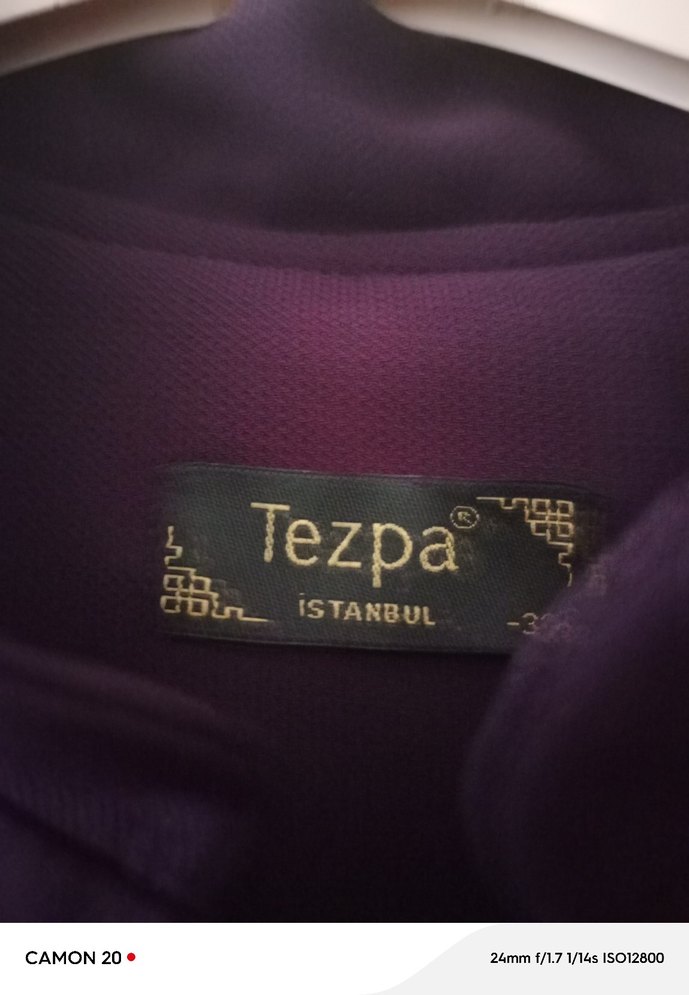 Tezpa®
İSTANBUL
CAMON 20
24mm f/1.7 1/14s ISO12800